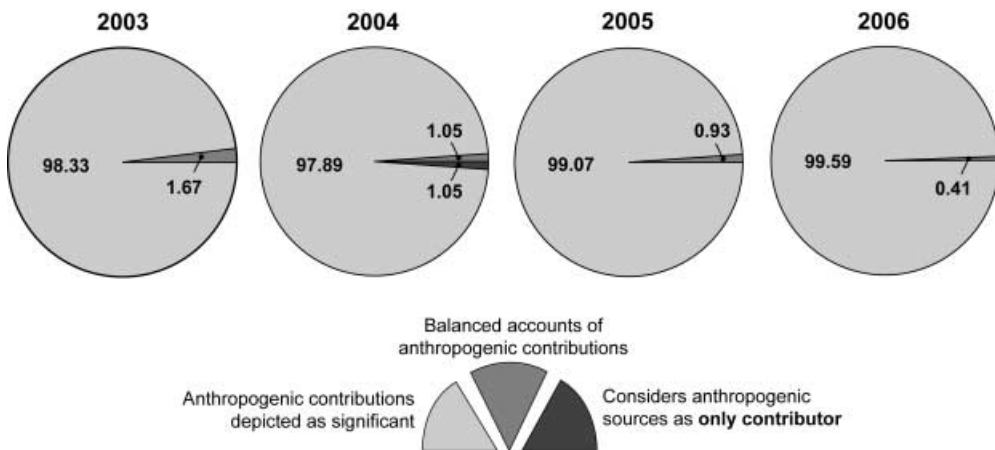 2003
2004
2005
2006
98.33
1.67
97.89
1.05
1.05
99.07
0.93
99.59
0.41
Balanced accounts of
anthropogenic contributions
Anthropogenic contributions
depicted as significant
Considers anthropogenic
sources as only contributor